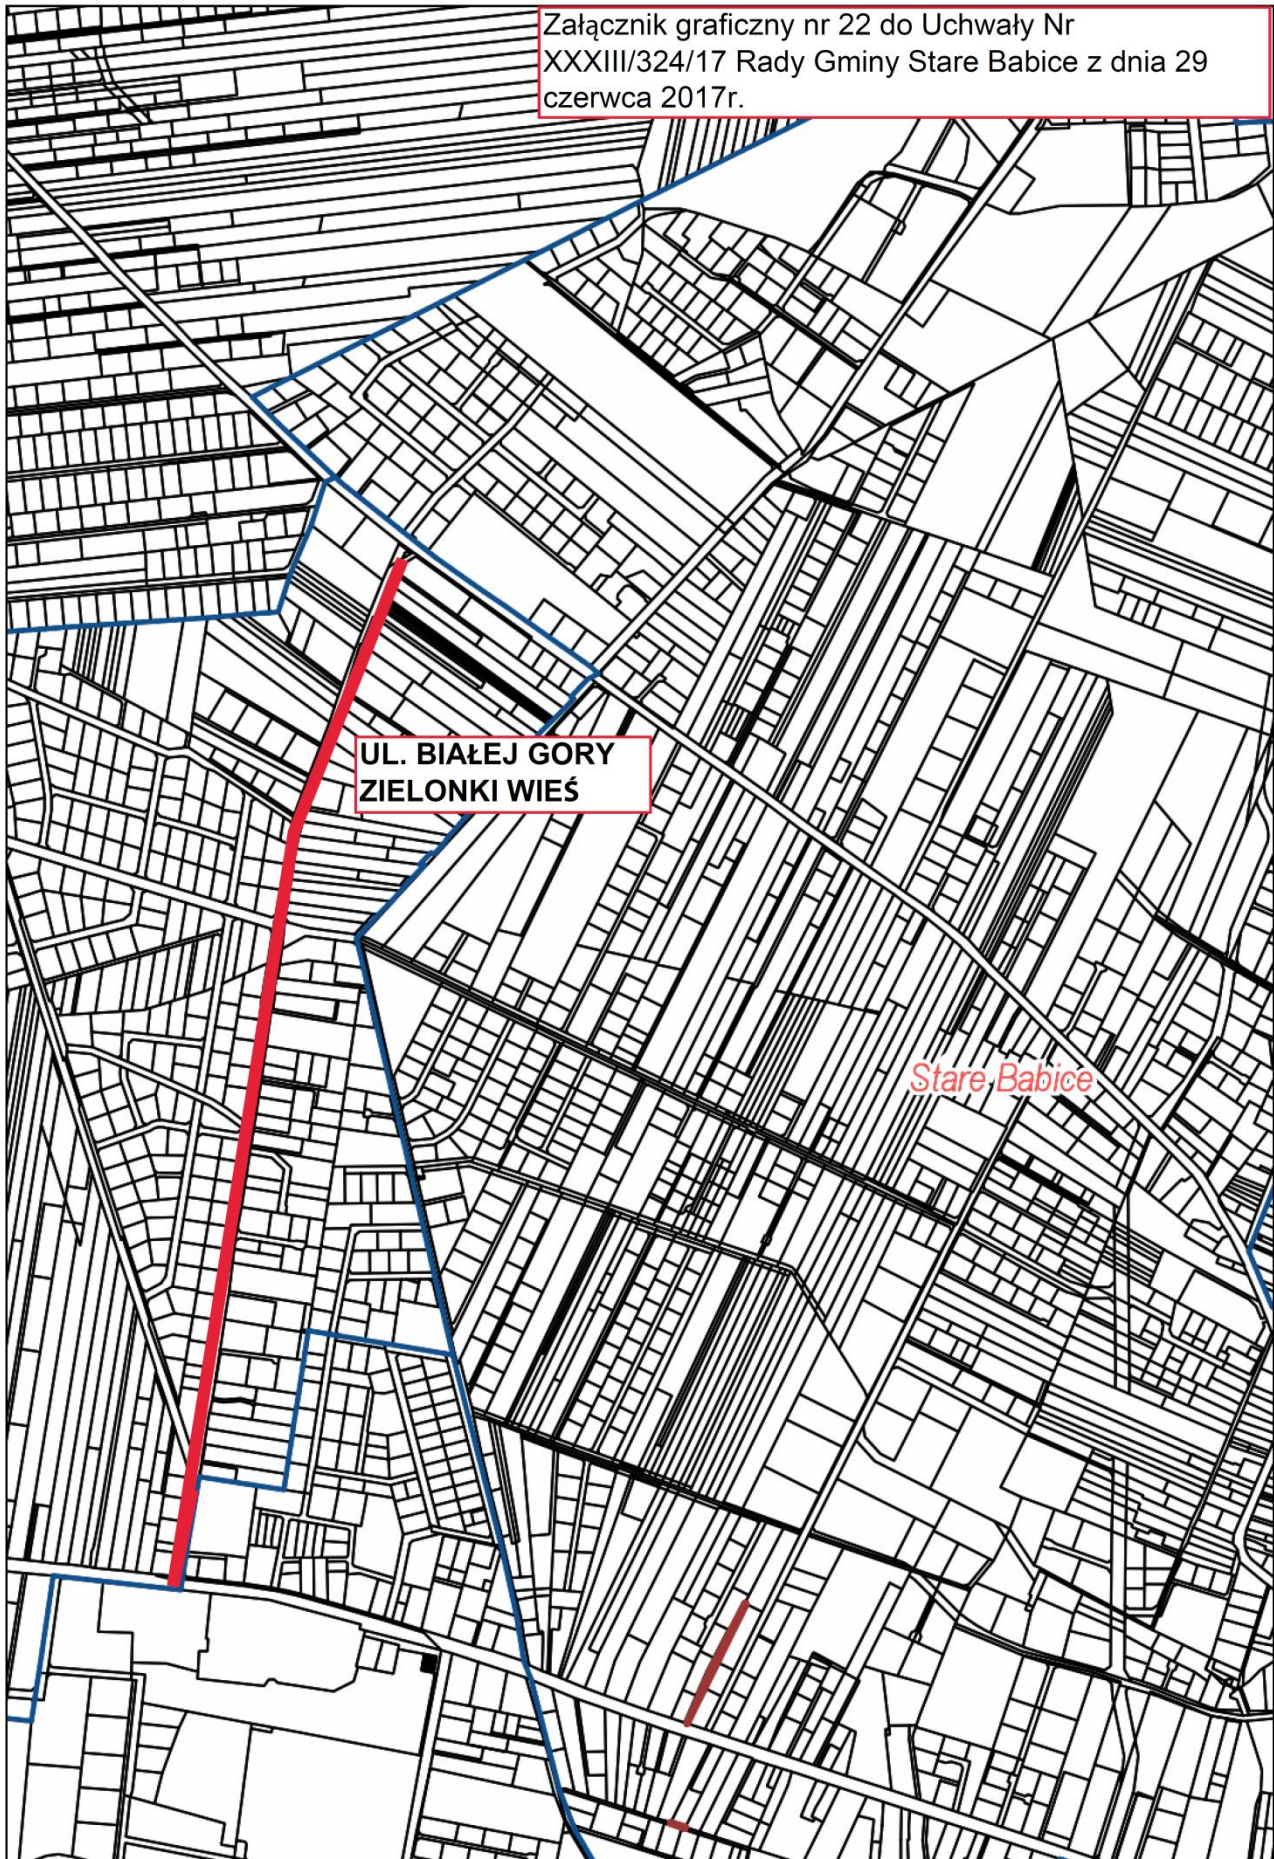 Załącznik graficzny nr 22 do Uchwały Nr
XXXIII/324/17 Rady Gminy Stare Babice z dnia 29
czerwca 2017r.
UL. BIAŁEJ GÓRY
ZIELONKI WIEŚ
Stare Babice